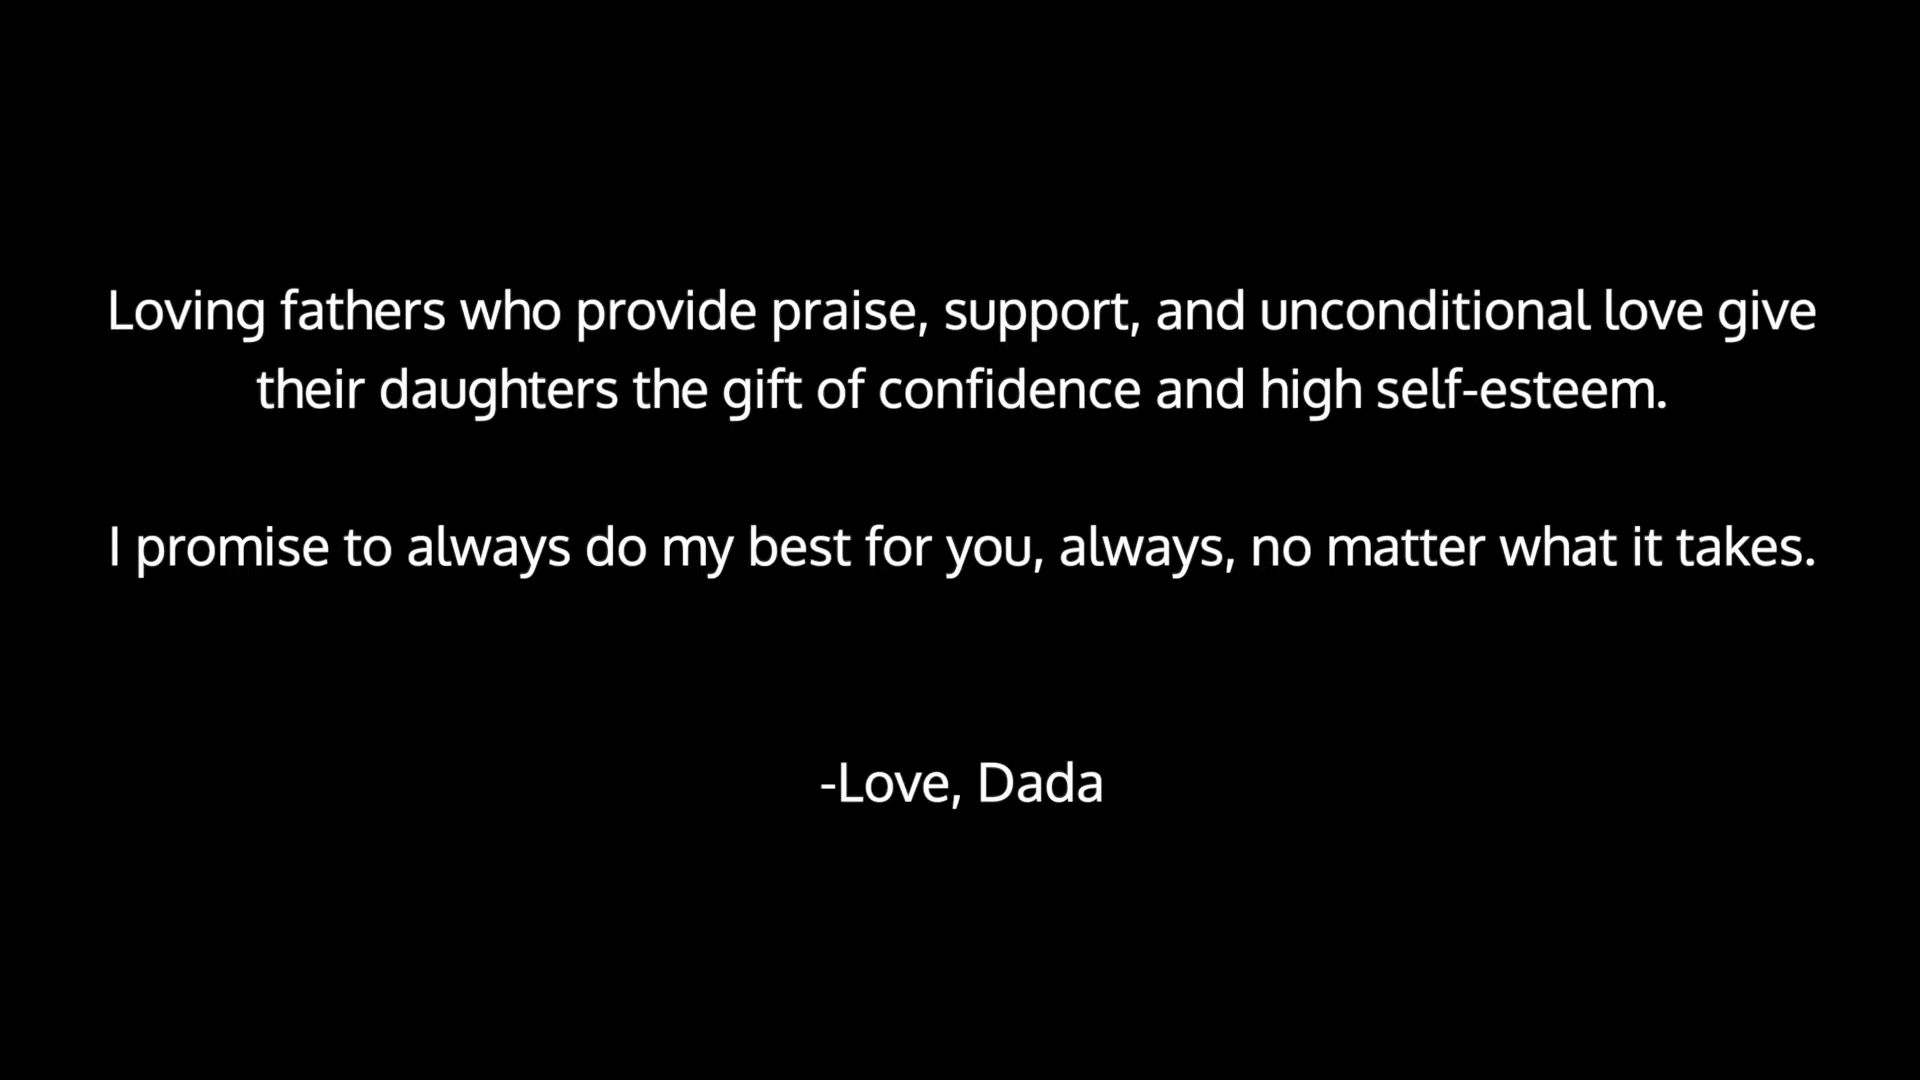 Loving fathers who provide praise, support, and unconditional love give
their daughters the gift of confidence and high self-esteem.
I promise to always do my best for you, always, no matter what it takes.
-Love, Dada